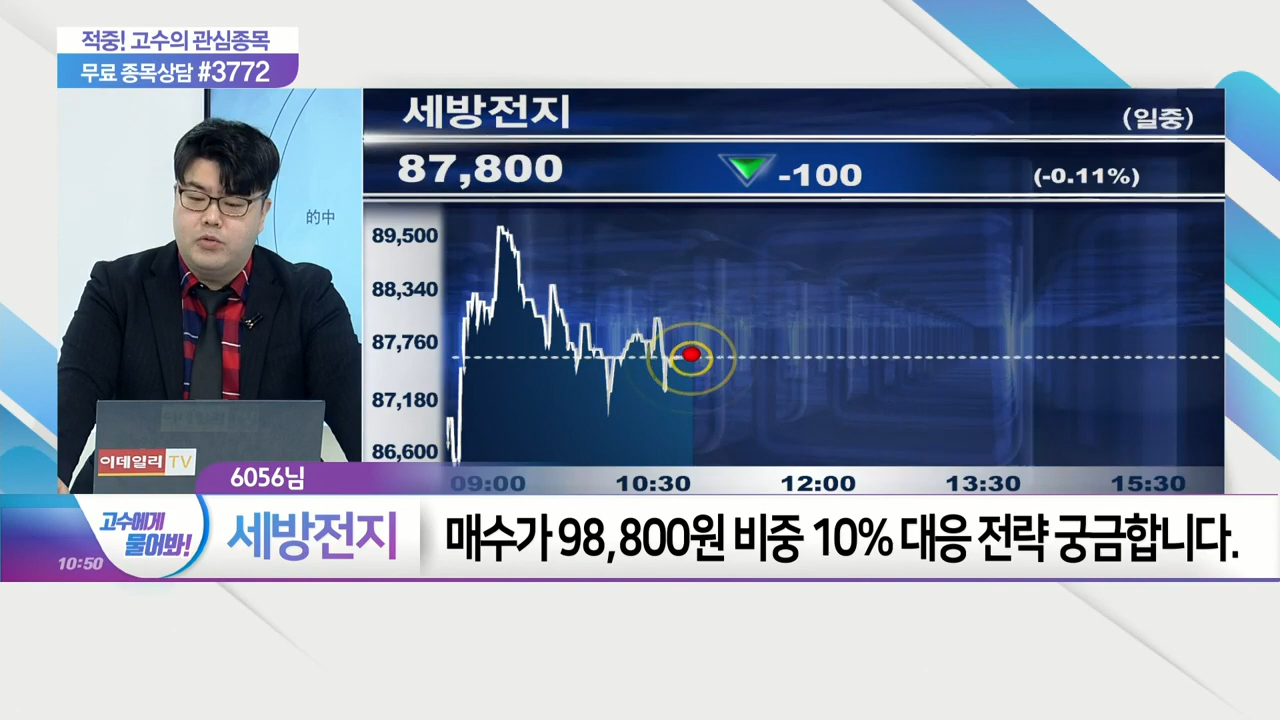 적중! 고수의 관심종목
무료 종목상담 #3772
的中
세방전지
(일중)
87,800
-100
(-0.11%)
89,500
88,340
87,760
87,180
86,600
09:00
10:30
12:00
13:30
15:30
이데일리 TV
6056님
고수에게
물어봐!
10:50
세방전지
매수가 98,800원 비중 10% 대응 전략 궁금합니다.